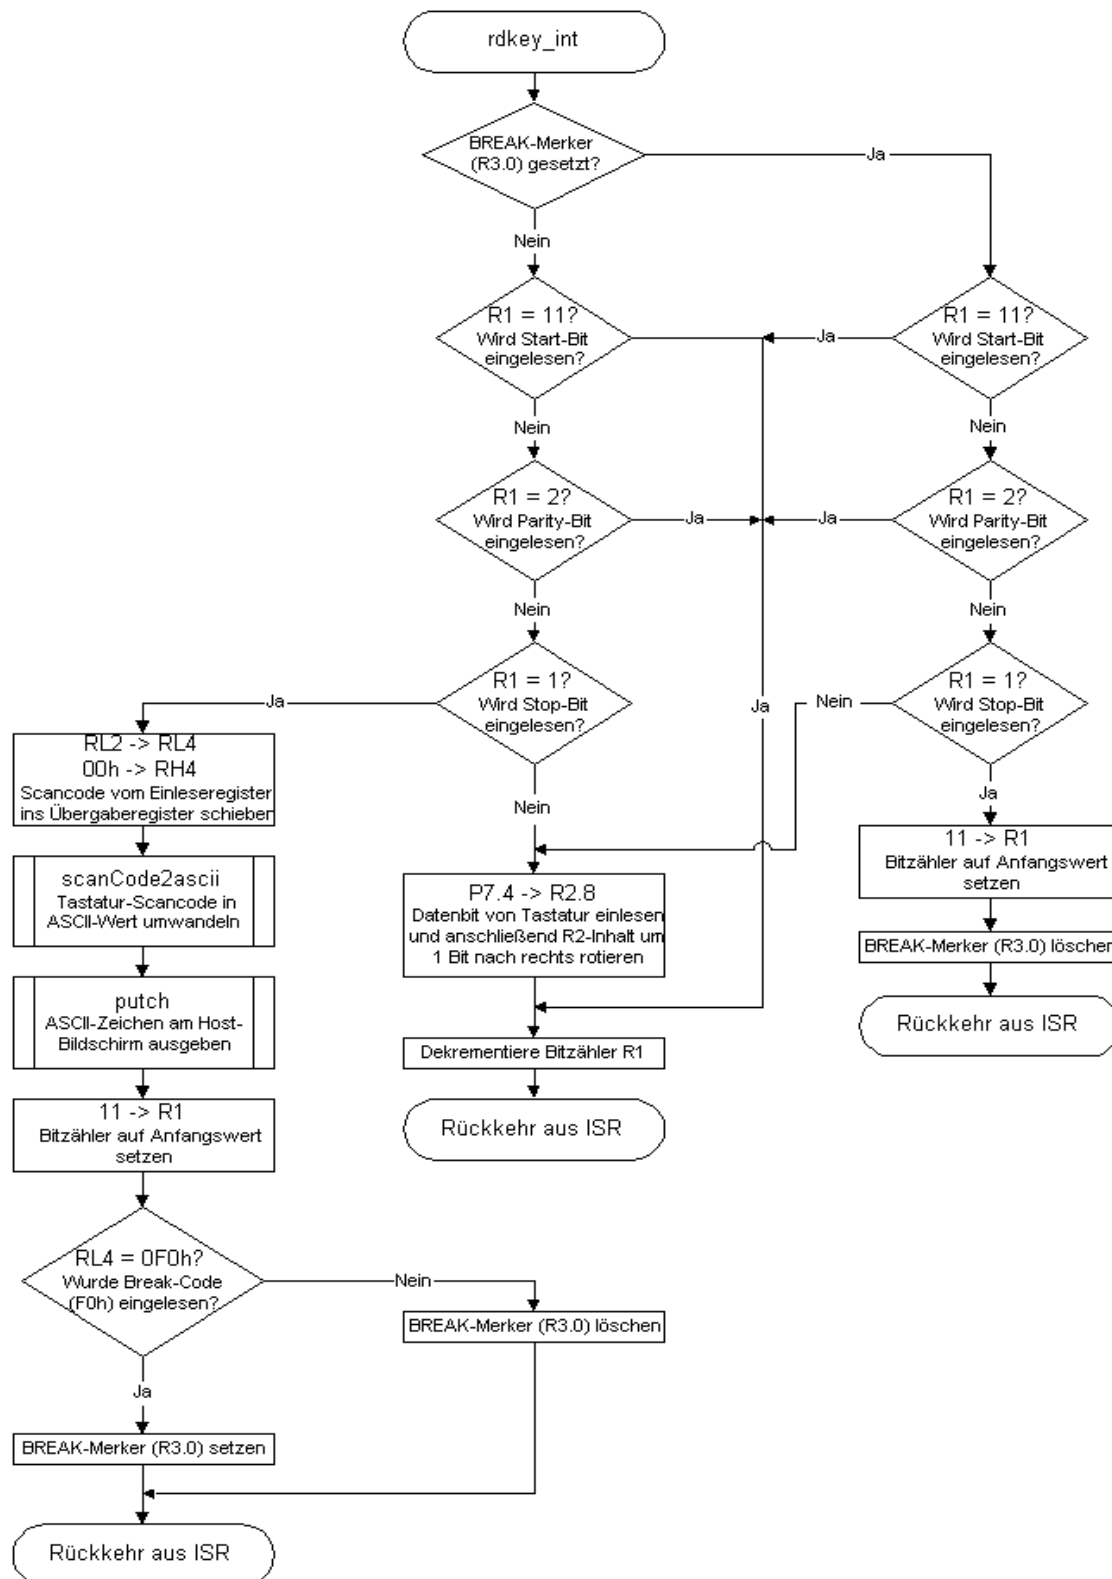 rdkey_int
BREAK-Merker
(R3.0) gesetzt?
Ja
Nein
R1 = 11?
Wird Start-Bit
eingelesen?
Ja
R1 = 11?
Wird Start-Bit
eingelesen?
Nein
Nein
R1 = 2?
Wird Parity-Bit
eingelesen?
Ja
Ja
R1 = 2?
Wird Parity-Bit
eingelesen?
Nein
Nein
Ja
R1 = 1?
Wird Stop-Bit
eingelesen?
Ja
Nein
R1 = 1?
Wird Stop-Bit
eingelesen?
RL2 -> RL4
00h -> RH4
Scancode vom Einleseregister
ins Übergaberegister schieben
Nein
Ja
11 -> R1
Bitzähler auf Anfangswert
setzen
scanCode2ascii
Tastatur-Scancode in
ASCII-Wert umwandeln
P7.4 -> R2.8
Datenbit von Tastatur einlesen
und anschließend R2-Inhalt um
1 Bit nach rechts rotieren
BREAK-Merker (R3.0) löschen
putch
ASCII-Zeichen am Host-
Bildschirm ausgeben
Rückkehr aus ISR
Dekrementiere Bitzähler R1
11 -> R1
Bitzähler auf Anfangswert
setzen
Rückkehr aus ISR
RL4 = 0F0h?
Wurde Break-Code
(F0h) eingelesen?
Nein
BREAK-Merker (R3.0) löschen
Ja
BREAK-Merker (R3.0) setzen
Rückkehr aus ISR